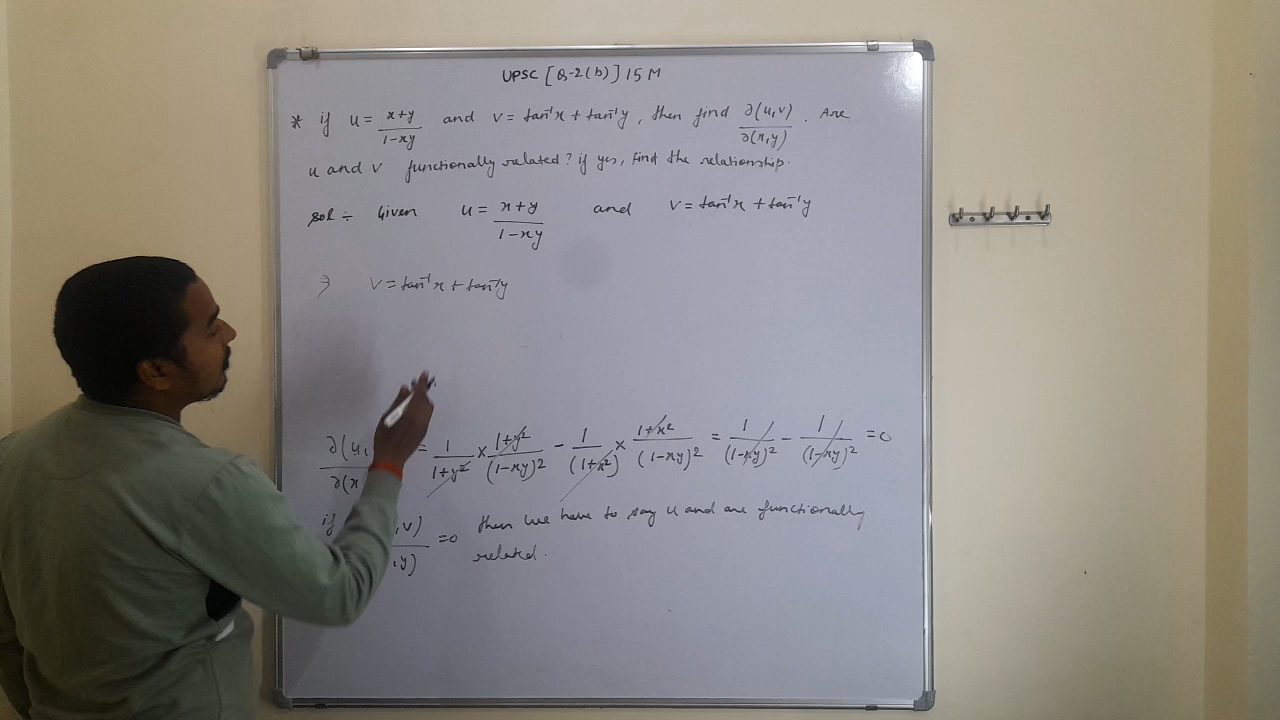 UPSC [Q-2(b)] 15 M
* if u = x+y/1-xy and v = tan⁻¹x + tan⁻¹y, then find ∂(u,v)/∂(x,y). Are
u and v functionally related? if yes, find the relationship.
sol ÷ Given u = x+y/1-xy and v = tan⁻¹x + tan⁻¹y
⇒ v = tan⁻¹x + tan⁻¹y
∂(u, /∂(x = 1/1+y² × 1+y²/(1-xy)² - 1/(1+x²) × 1+x²/(1-xy)² = 1/(1-xy)² - 1/(1-xy)² = 0
if ,v)/,y) = 0 then we have to say u and are functionally
related.